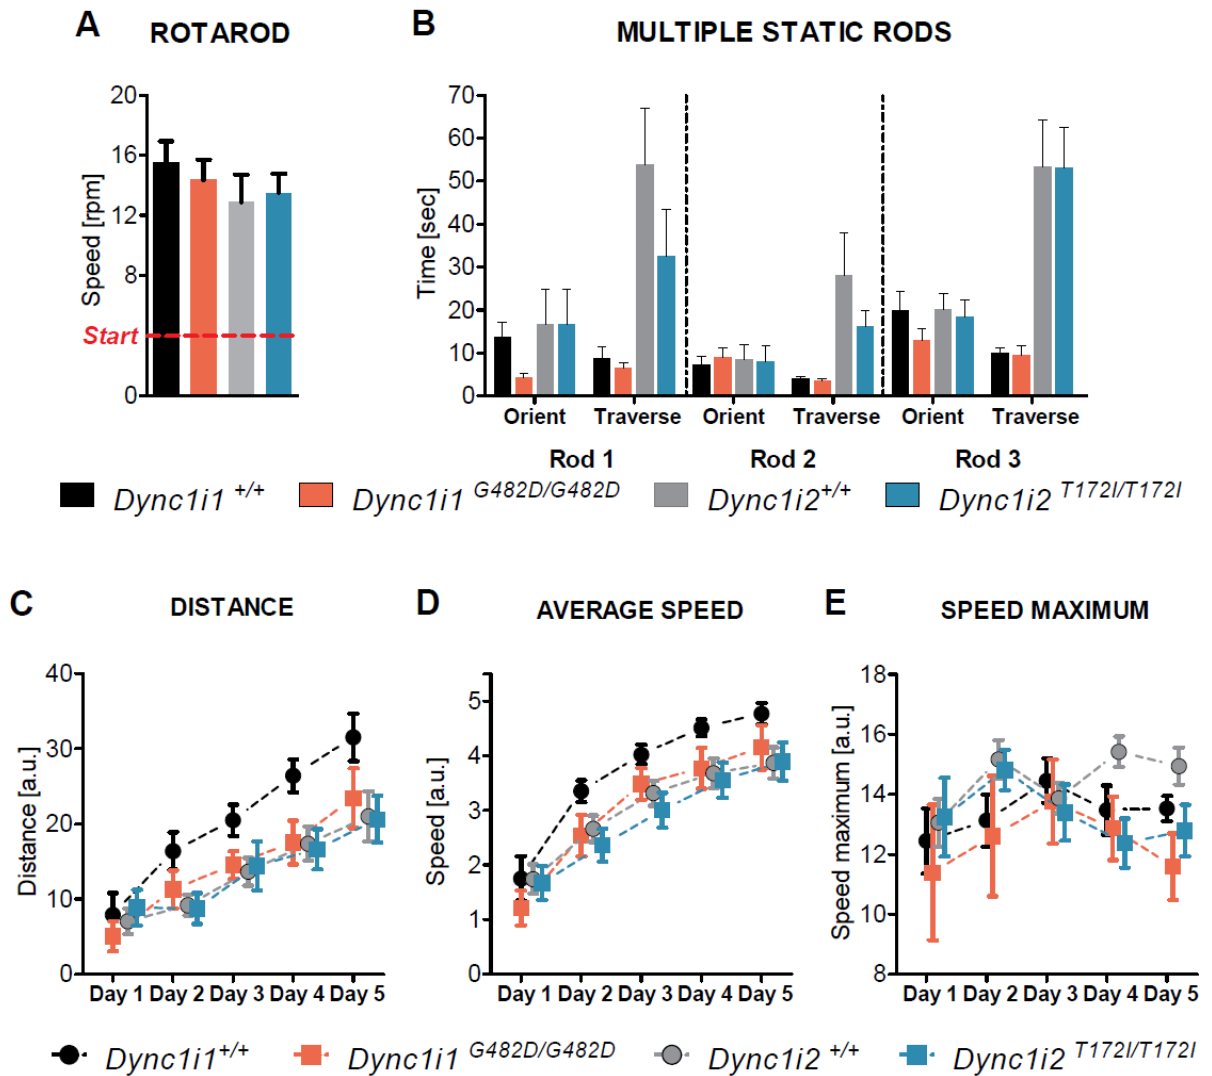 A ROTAROD
B MULTIPLE STATIC RODS
Speed [rpm]
20
16
12
8
4
0
Start
Time [sec]
70
60
50
40
30
20
10
0
Orient Traverse Orient Traverse Orient Traverse
Rod 1 Rod 2 Rod 3
Dync1i1 +/+ Dync1i1 G482D/G482D Dync1i2 +/+ Dync1i2 T172I/T172I
C DISTANCE
Distance [a.u.]
40
30
20
10
0
Day 1 Day 2 Day 3 Day 4 Day 5
D AVERAGE SPEED
Speed [a.u.]
5
4
3
2
1
0
Day 1 Day 2 Day 3 Day 4 Day 5
E SPEED MAXIMUM
Speed maximum [a.u.]
18
16
14
12
10
8
Day 1 Day 2 Day 3 Day 4 Day 5
Dync1i1 +/+ Dync1i1 G482D/G482D Dync1i2 +/+ Dync1i2 T172I/T172I